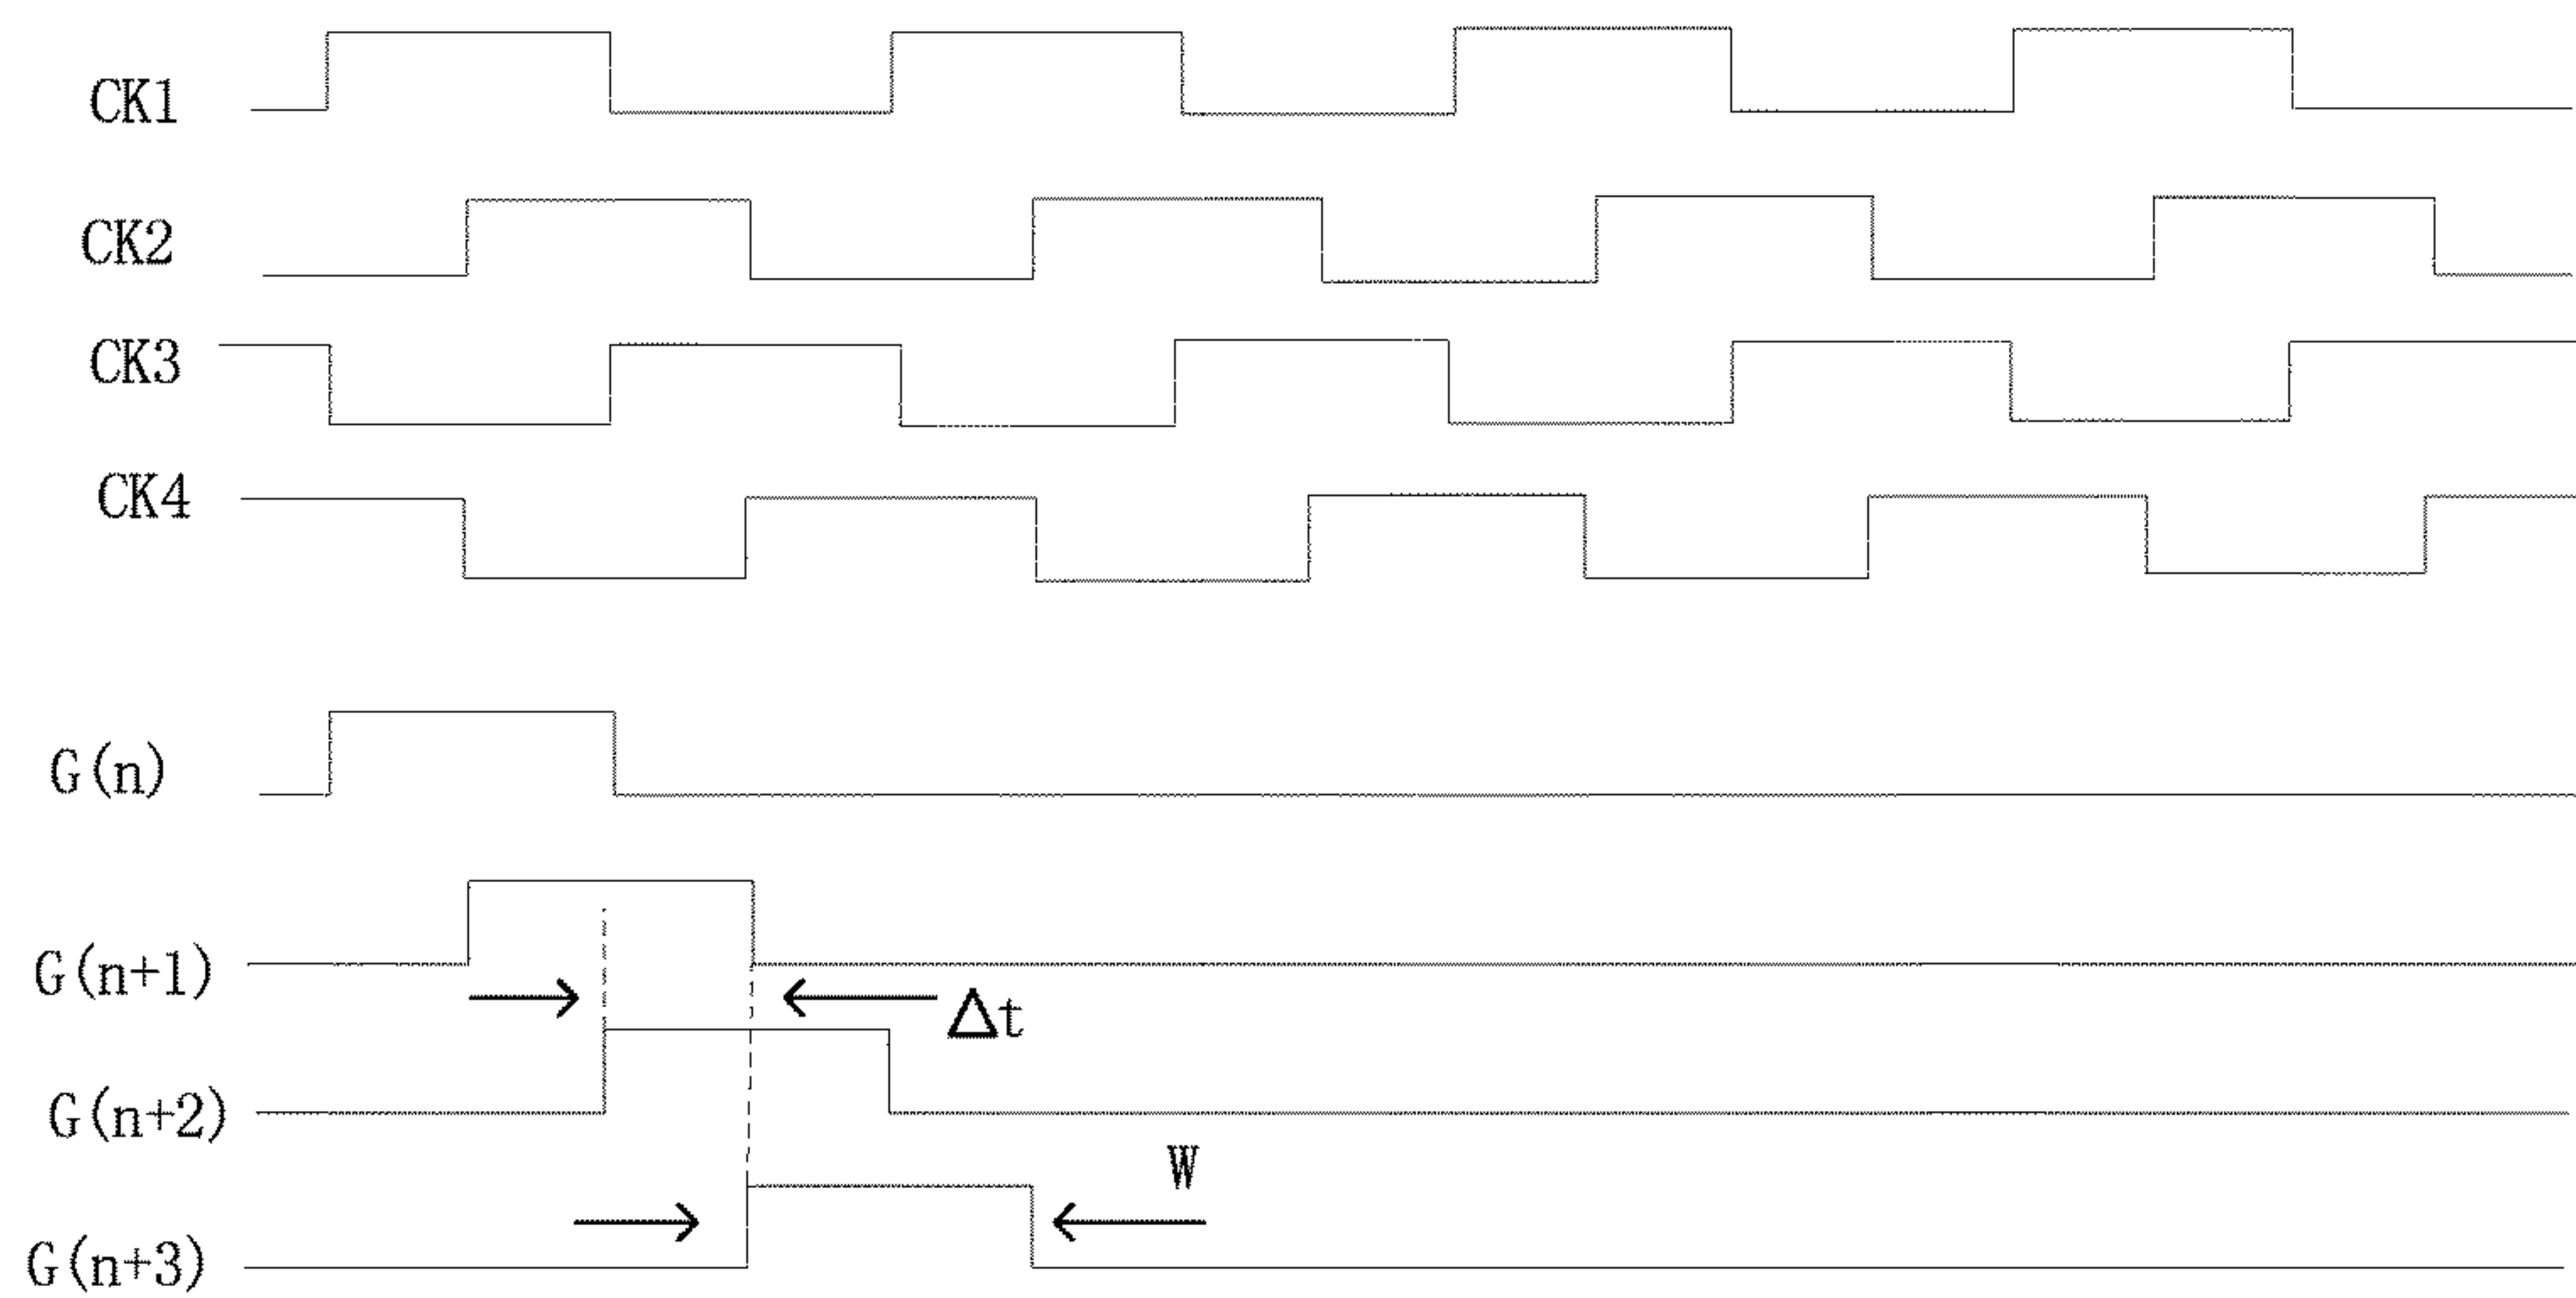 CK1
CK2
CK3
CK4
G(n)
G(n+1)
Δt
G(n+2)
W
G(n+3)